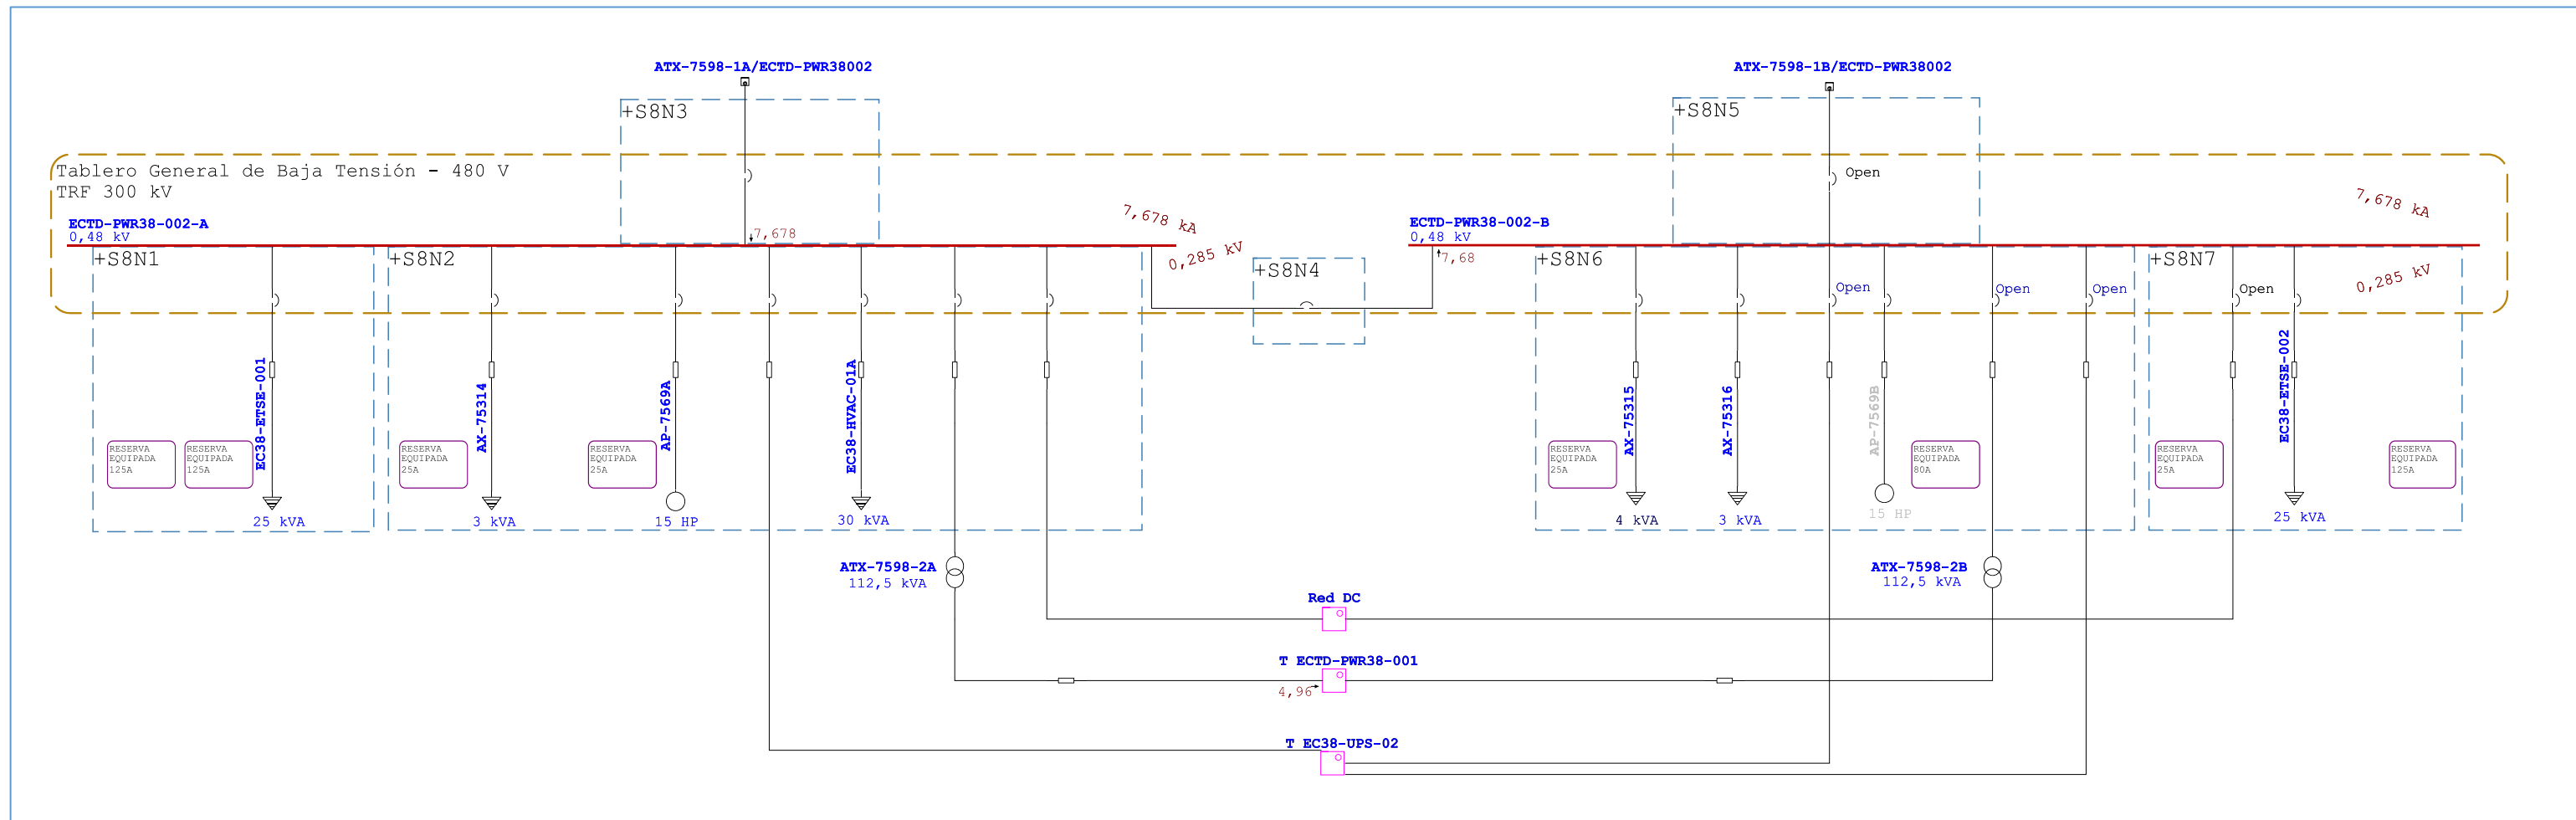 ATX-7598-1A/ECTD-PWR38002
ATX-7598-1B/ECTD-PWR38002
+S8N3
+S8N5
Tablero General de Baja Tensión - 480 V
TRF 300 kV
Open
ECTD-PWR38-002-A
0,48 kV
7,678
7,678 kA
0,285 kV
ECTD-PWR38-002-B
0,48 kV
7,68
7,678 kA
0,285 kV
+S8N1
+S8N2
+S8N4
+S8N6
+S8N7
Open
Open
Open
Open
EC38-ETSE-001
AX-75314
AP-7569A
EC38-HVAC-01A
AX-75315
AX-75316
AP-7569B
EC38-ETSE-002
RESERVA
EQUIPADA
125A
RESERVA
EQUIPADA
125A
RESERVA
EQUIPADA
25A
RESERVA
EQUIPADA
25A
RESERVA
EQUIPADA
25A
RESERVA
EQUIPADA
80A
RESERVA
EQUIPADA
25A
RESERVA
EQUIPADA
125A
25 kVA
3 kVA
15 HP
30 kVA
4 kVA
3 kVA
15 HP
25 kVA
ATX-7598-2A
112,5 kVA
ATX-7598-2B
112,5 kVA
Red DC
T ECTD-PWR38-001
4,96
T EC38-UPS-02